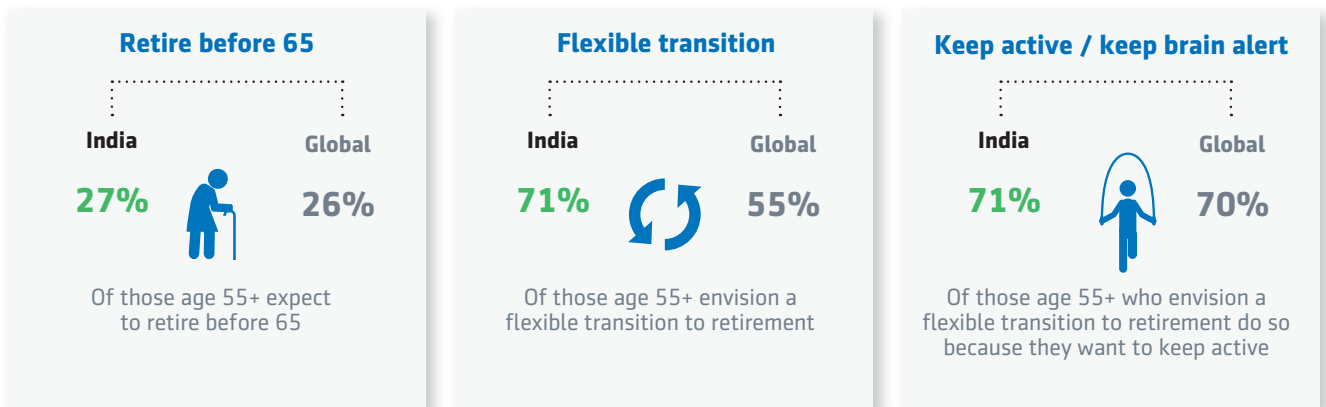 Retire before 65
India
Global
27%
26%
Of those age 55+ expect
to retire before 65
Flexible transition
India
Global
71%
55%
Of those age 55+ envision a
flexible transition to retirement
Keep active / keep brain alert
India
Global
71%
70%
Of those age 55+ who envision a
flexible transition to retirement do so
because they want to keep active